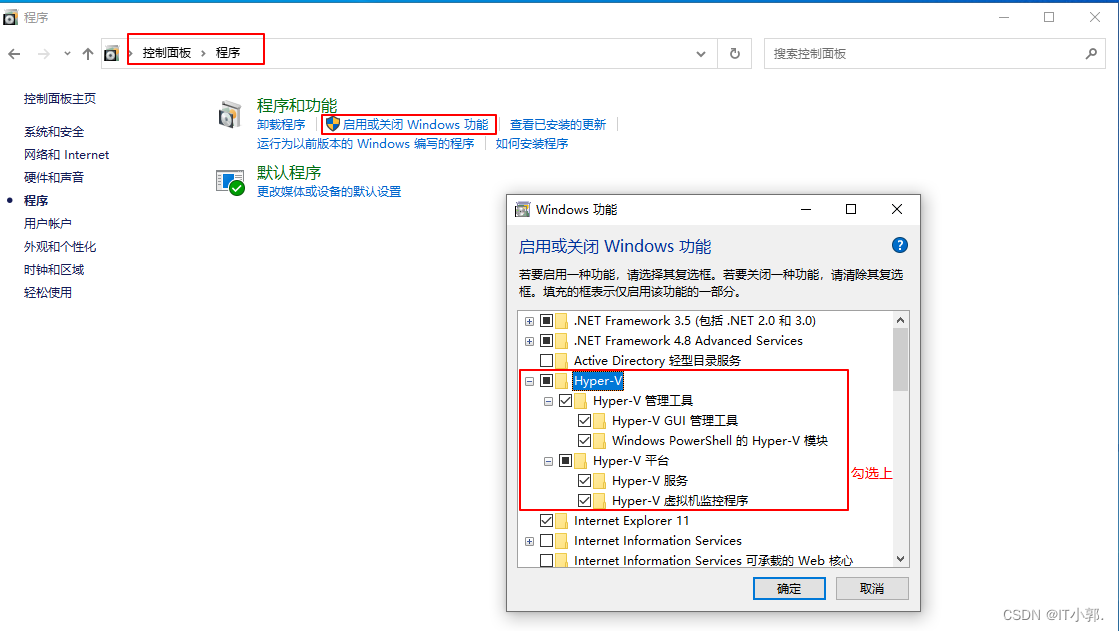 程序
控制面板 > 程序
搜索控制面板
控制面板主页
系统和安全
网络和 Internet
硬件和声音
程序
用户帐户
外观和个性化
时钟和区域
轻松使用
程序和功能
卸载程序 启用或关闭 Windows 功能 查看已安装的更新
运行为以前版本的 Windows 编写的程序 如何安装程序
默认程序
更改媒体或设备的默认设置
Windows 功能
启用或关闭 Windows 功能
若要启用一种功能，请选择其复选框。若要关闭一种功能，请清除其复选
框。填充的框表示仅启用该功能的一部分。
.NET Framework 3.5 (包括 .NET 2.0 和 3.0)
.NET Framework 4.8 Advanced Services
Active Directory 轻型目录服务
Hyper-V
Hyper-V 管理工具
Hyper-V GUI 管理工具
Windows PowerShell 的 Hyper-V 模块
Hyper-V 平台
勾选上
Hyper-V 服务
Hyper-V 虚拟机监控程序
Internet Explorer 11
Internet Information Services
Internet Information Services 可承载的 Web 核心
确定 取消
CSDN @IT小郭.